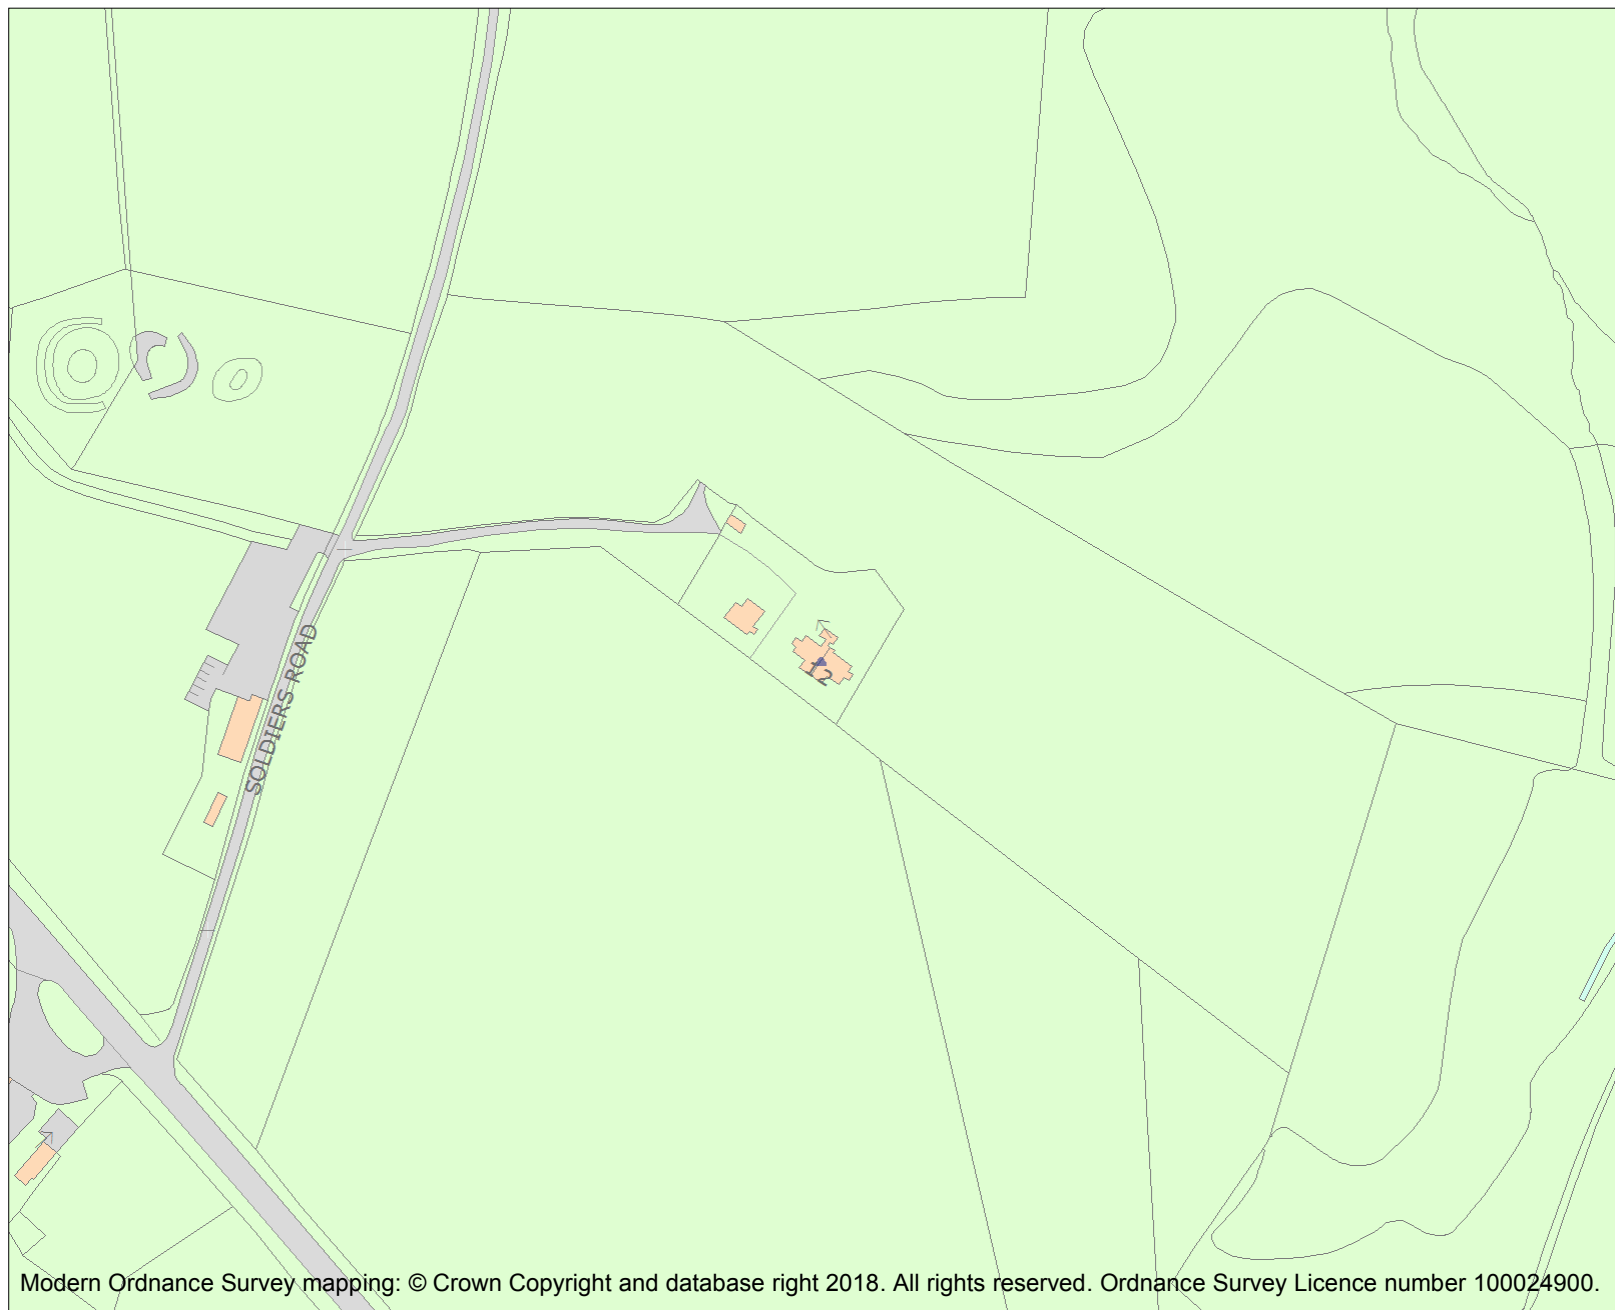 12
SOLDIERS ROAD
Modern Ordnance Survey mapping: © Crown Copyright and database right 2018. All rights reserved. Ordnance Survey Licence number 100024900.